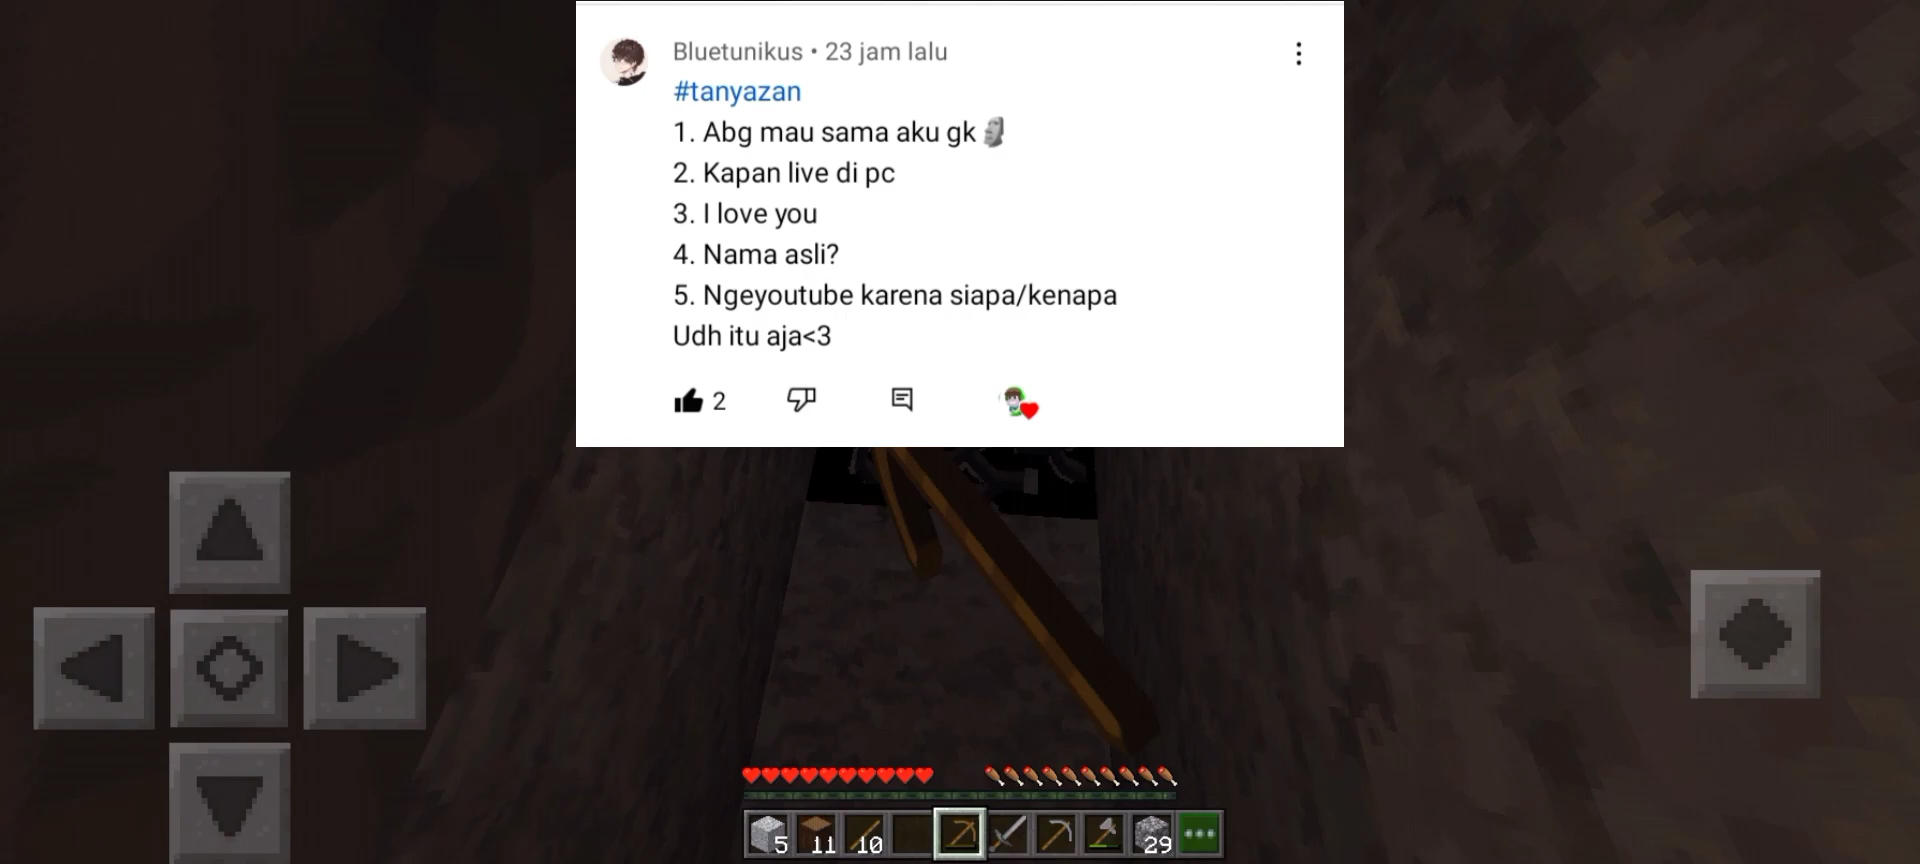 Bluetunikus • 23 jam lalu
#tanyazan
1. Abg mau sama aku gk🗿
2. Kapan live di pc
3. I love you
4. Nama asli?
5. Ngeyoutube karena siapa/kenapa
Udh itu aja<3
2
5 11 10 29